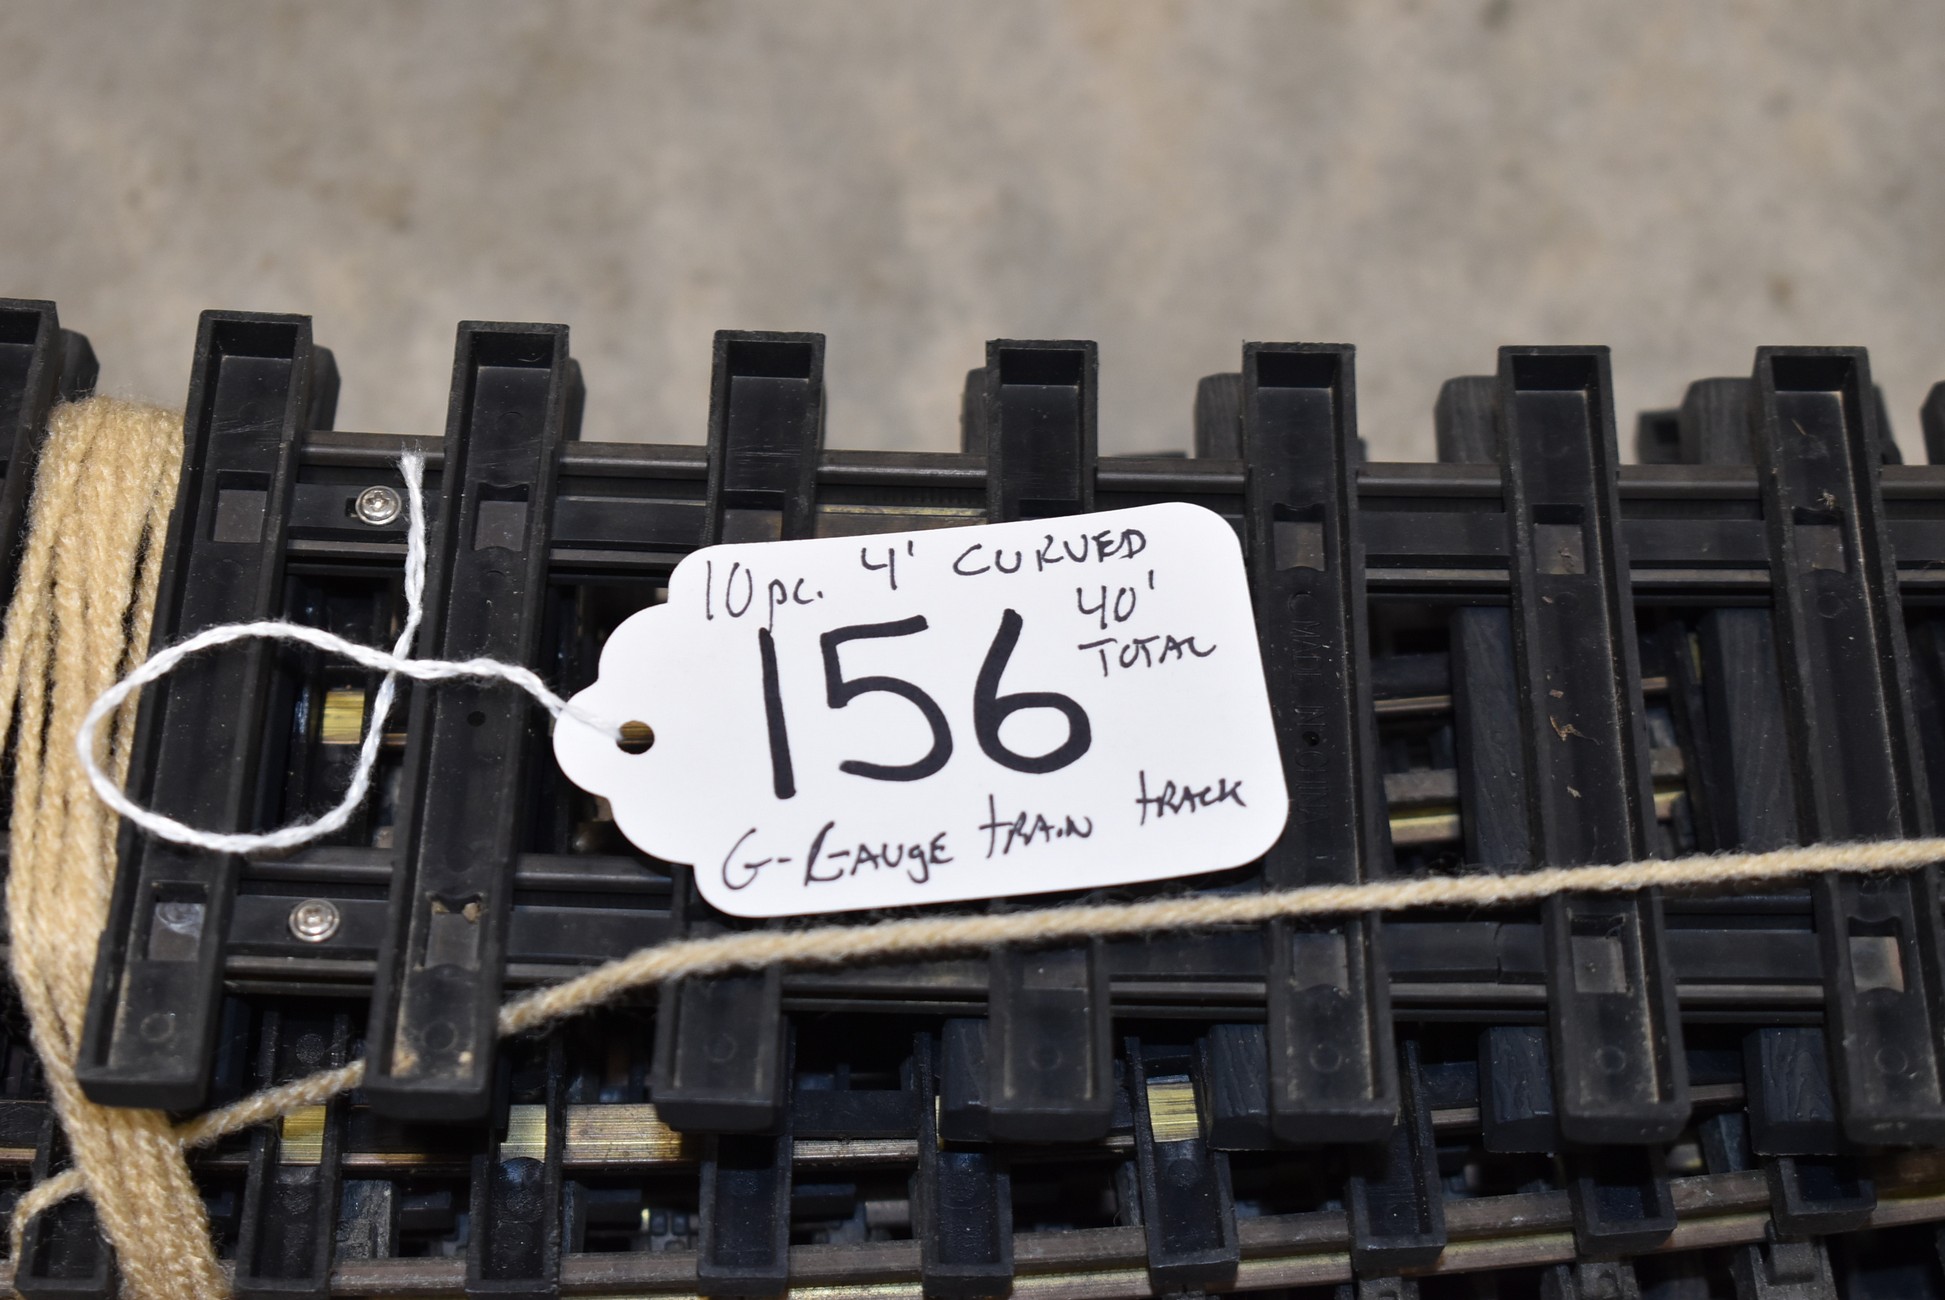 10 pc. 4' CURVED
40'
TOTAL
156
G-GAUGE TRAIN TRACK